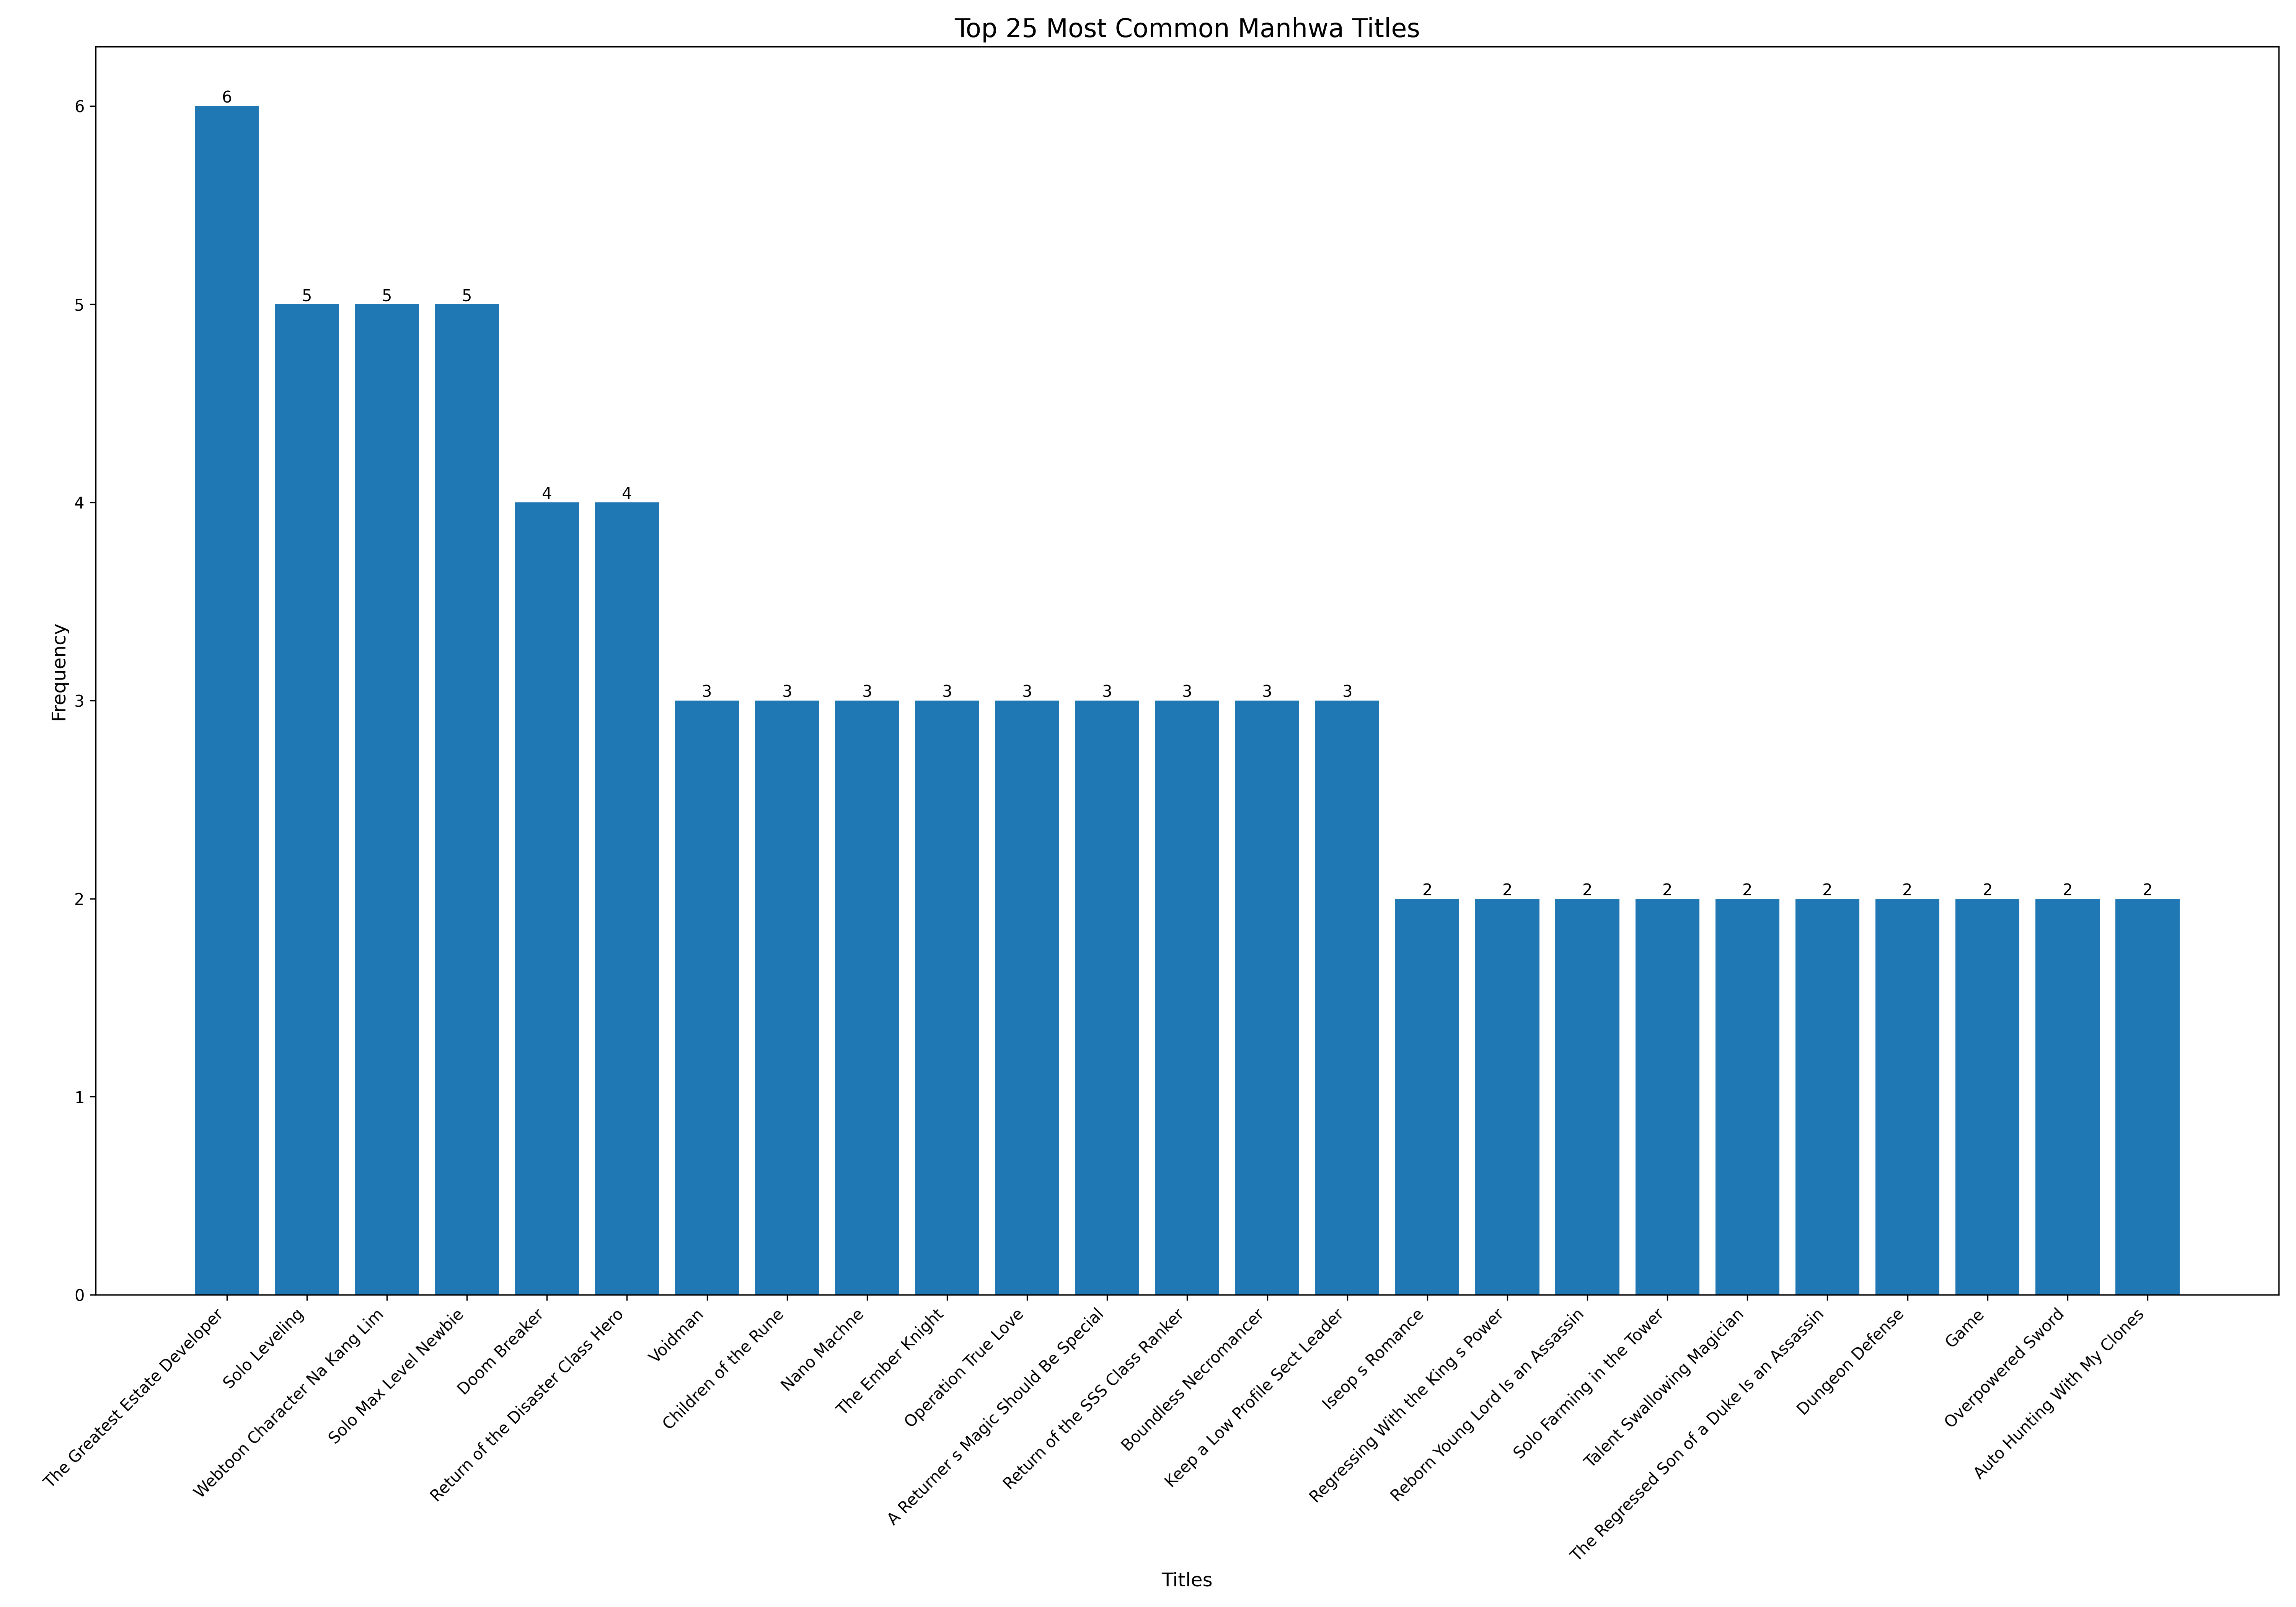 Top 25 Most Common Manhwa Titles
Frequency
6
5
4
3
2
1
0
6
5
5
5
4
4
3
3
3
3
3
3
3
3
3
2
2
2
2
2
2
2
2
2
2
The Greatest Estate Developer
Solo Leveling
Webtoon Character Na Kang Lim
Solo Max Level Newbie
Doom Breaker
Return of the Disaster Class Hero
Voidman
Children of the Rune
Nano Machne
The Ember Knight
Operation True Love
A Returner s Magic Should Be Special
Return of the SSS Class Ranker
Boundless Necromancer
Keep a Low Profile Sect Leader
Iseop s Romance
Regressing With the King s Power
Reborn Young Lord Is an Assassin
Solo Farming in the Tower
Talent Swallowing Magician
The Regressed Son of a Duke Is an Assassin
Dungeon Defense
Game
Overpowered Sword
Auto Hunting With My Clones
Titles